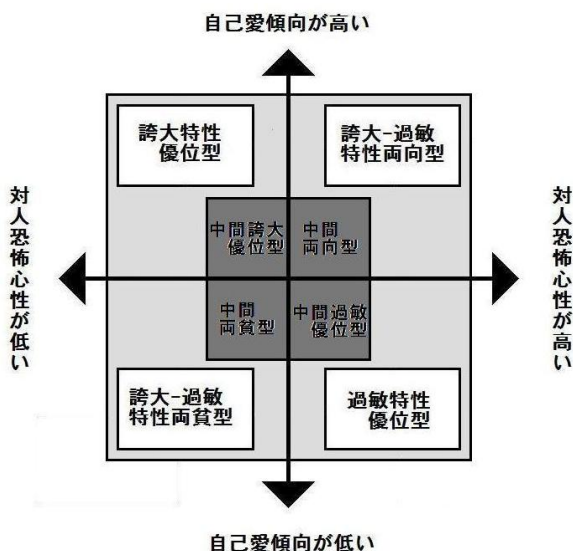 自己愛傾向が高い
誇大特性
優位型
誇大-過敏
特性両向型
対人恐怖心性が低い
中間誇大
優位型
中間
両向型
対人恐怖心性が高い
中間
両貧型
中間過敏
優位型
誇大-過敏
特性両貧型
過敏特性
優位型
自己愛傾向が低い